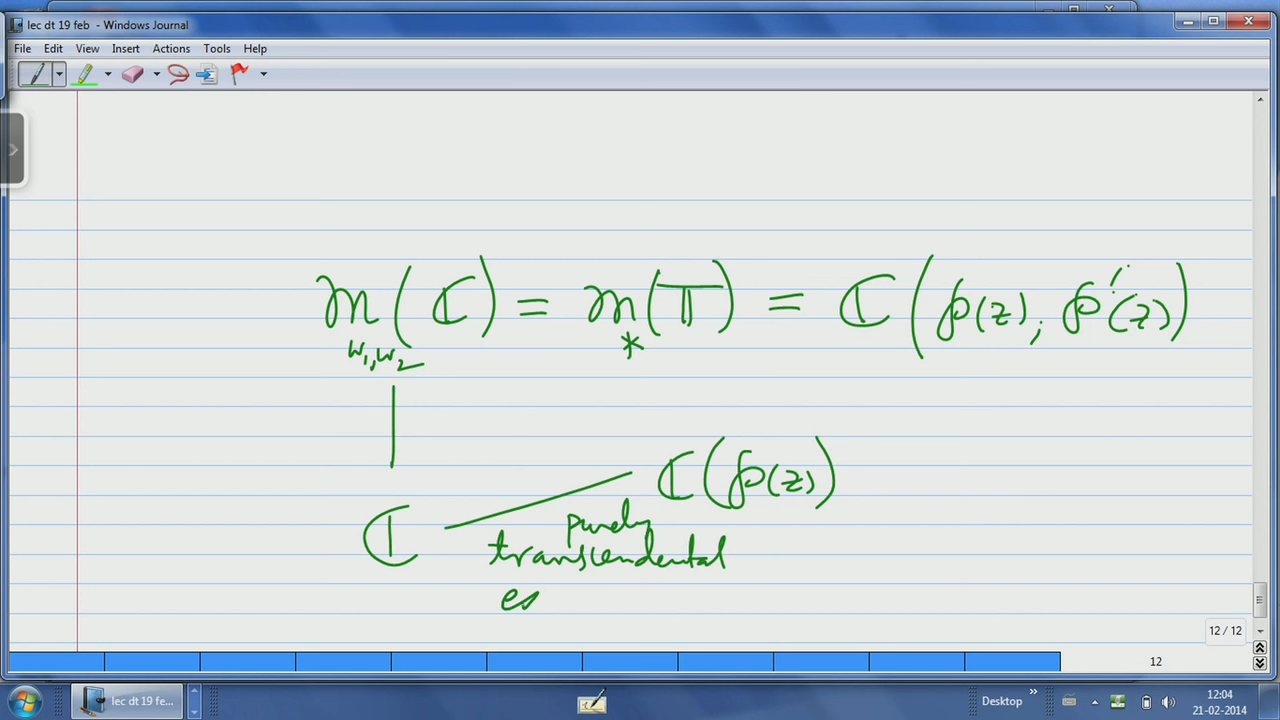 lec dt 19 feb - Windows Journal
File Edit View Insert Actions Tools Help
m(ℂ) = m(𝕋) = ℂ(℘(z), ℘'(z))
w₁,w₂ *
ℂ(℘(z))
ℂ
purely
transcendental
es
12 / 12
12
lec dt 19 fe...
Desktop
12:04
21-02-2014